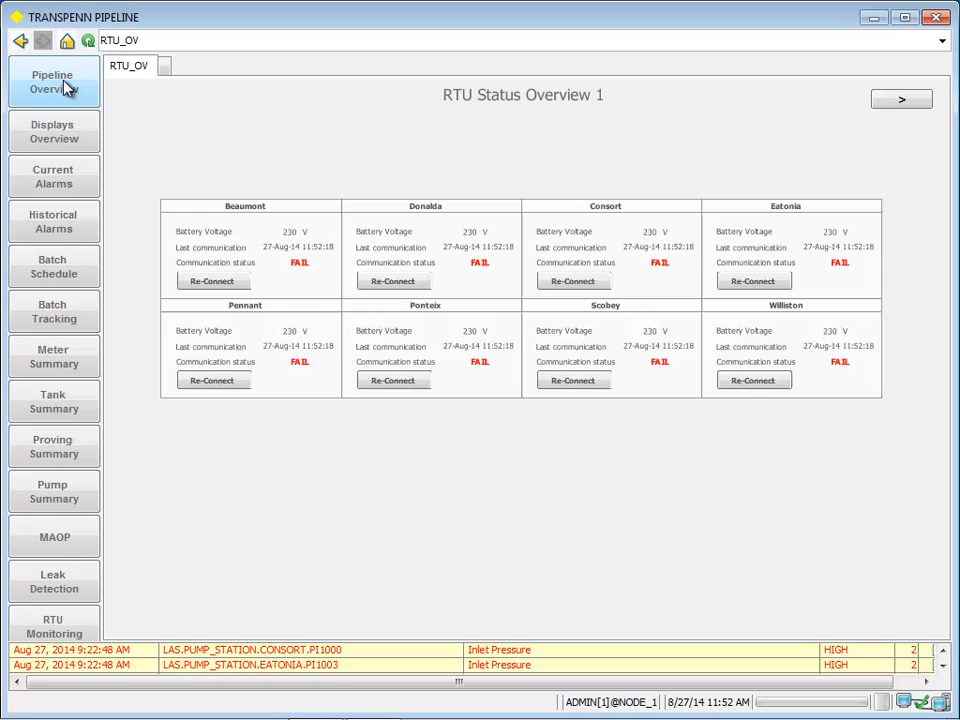 TRANSPENN PIPELINE
RTU_OV
Pipeline
Overview
Displays
Overview
Current
Alarms
Historical
Alarms
Batch
Schedule
Batch
Tracking
Meter
Summary
Tank
Summary
Proving
Summary
Pump
Summary
MAOP
Leak
Detection
RTU
Monitoring
RTU_OV
RTU Status Overview 1
>
Beaumont
Battery Voltage 230 V
Last communication 27-Aug-14 11:52:18
Communication status FAIL
Re-Connect
Donalda
Battery Voltage 230 V
Last communication 27-Aug-14 11:52:18
Communication status FAIL
Re-Connect
Consort
Battery Voltage 230 V
Last communication 27-Aug-14 11:52:18
Communication status FAIL
Re-Connect
Eatonia
Battery Voltage 230 V
Last communication 27-Aug-14 11:52:18
Communication status FAIL
Re-Connect
Pennant
Battery Voltage 230 V
Last communication 27-Aug-14 11:52:18
Communication status FAIL
Re-Connect
Ponteix
Battery Voltage 230 V
Last communication 27-Aug-14 11:52:18
Communication status FAIL
Re-Connect
Scobey
Battery Voltage 230 V
Last communication 27-Aug-14 11:52:18
Communication status FAIL
Re-Connect
Williston
Battery Voltage 230 V
Last communication 27-Aug-14 11:52:18
Communication status FAIL
Re-Connect
Aug 27, 2014 9:22:48 AM LAS.PUMP_STATION.CONSORT.PI1000 Inlet Pressure HIGH 2
Aug 27, 2014 9:22:48 AM LAS.PUMP_STATION.EATONIA.PI1003 Inlet Pressure HIGH 2
ADMIN[1]@NODE_1 8/27/14 11:52 AM